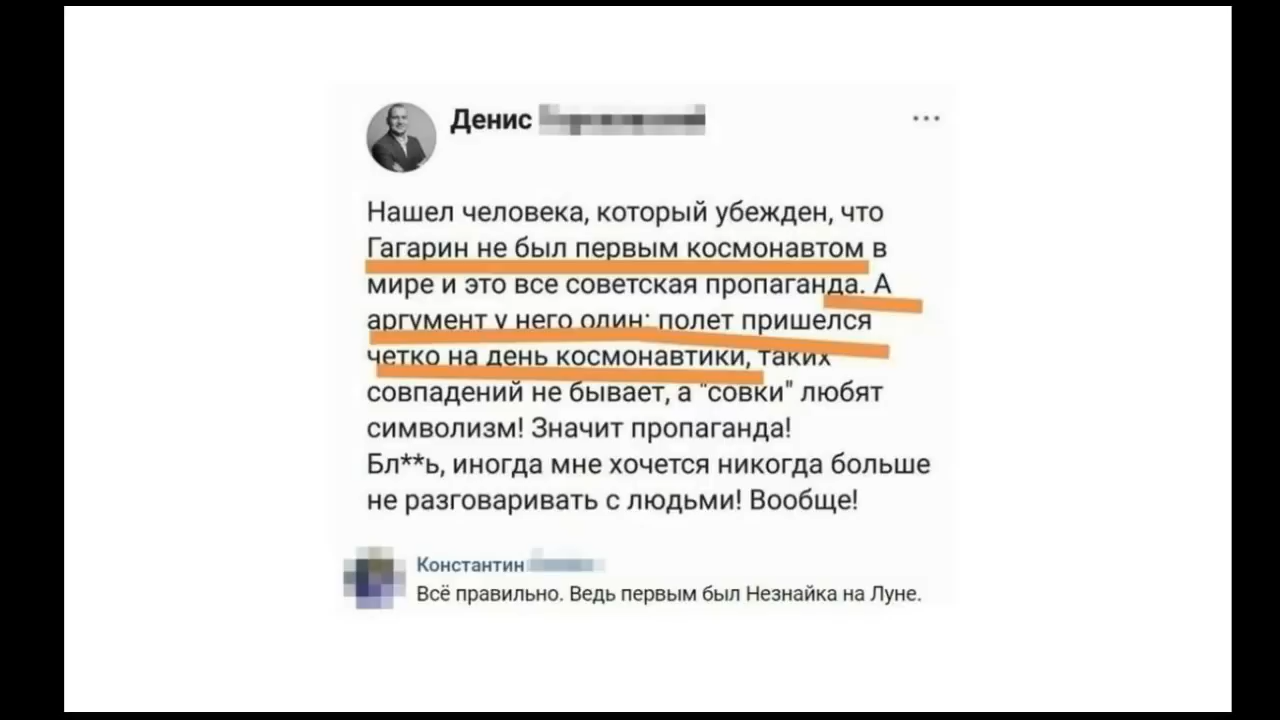 Денис
Нашел человека, который убежден, что
Гагарин не был первым космонавтом в
мире и это все советская пропаганда. А
аргумент у него один: полет пришелся
четко на день космонавтики, таких
совпадений не бывает, а "совки" любят
символизм! Значит пропаганда!
Бл**ь, иногда мне хочется никогда больше
не разговаривать с людьми! Вообще!
Константин
Всё правильно. Ведь первым был Незнайка на Луне.